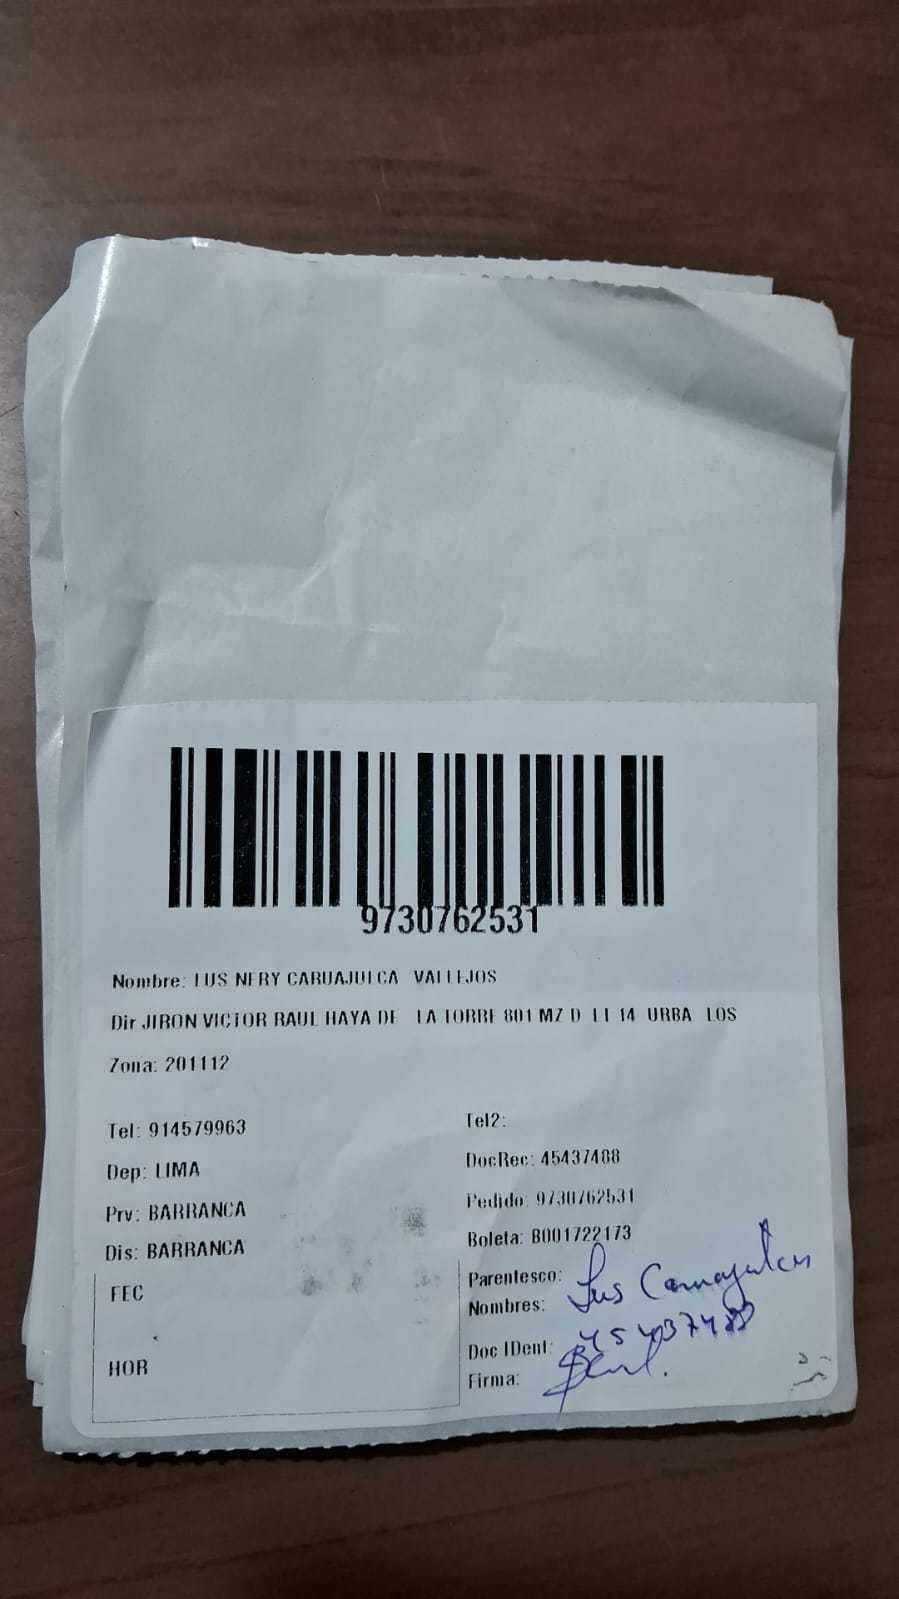 9730762531
Nombre: LUS NERY CARUAJULCA VALLEJOS
Dir JIRON VICTOR RAUL HAYA DE LA TORRE 801 MZ D LT 14 URBA LOS
Zona: 201112
Tel: 914579963
Dep: LIMA
Prv: BARRANCA
Dis: BARRANCA
FEC
HOR
Tel2:
DocRec: 45437488
Pedido: 9730762531
Boleta: B001722173
Parentesco:
Nombres: Lus
Doc IDent: 45437488
Firma: